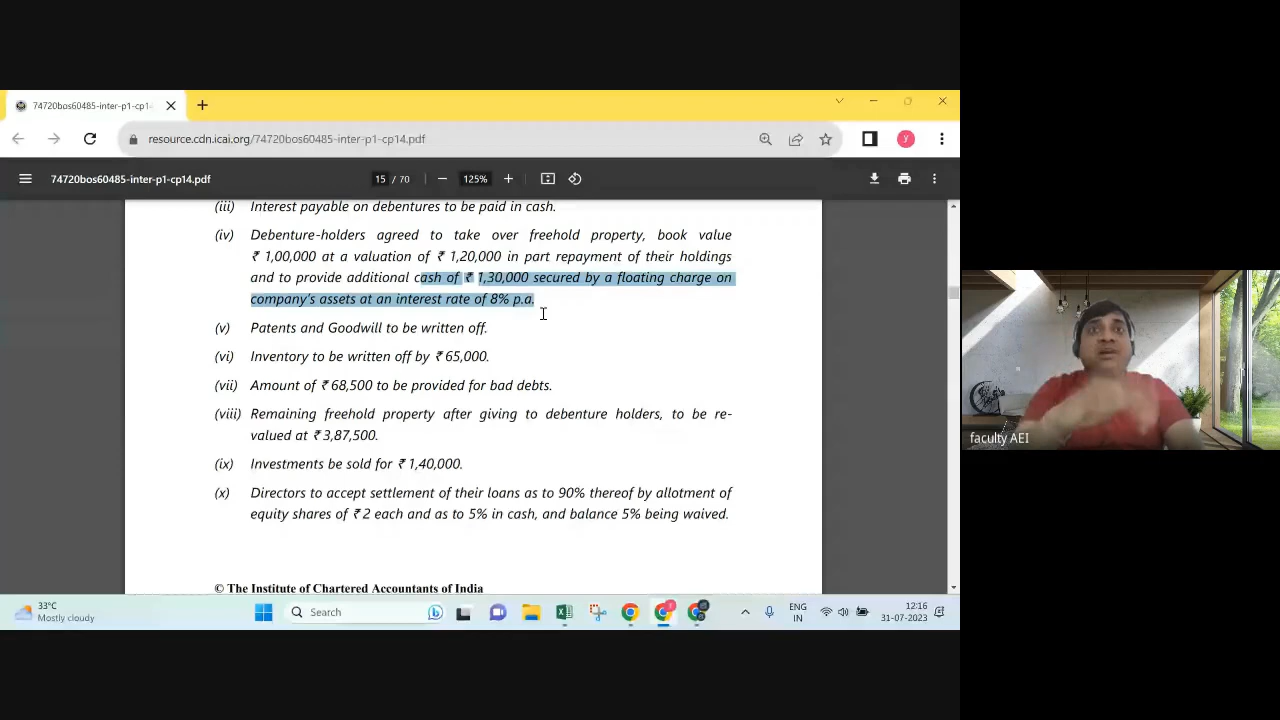 74720bos60485-inter-p1-cp14
resource.cdn.icai.org/74720bos60485-inter-p1-cp14.pdf
y
74720bos60485-inter-p1-cp14.pdf
15 / 70
125%
(iii) Interest payable on debentures to be paid in cash.
(iv) Debenture-holders agreed to take over freehold property, book value
₹ 1,00,000 at a valuation of ₹ 1,20,000 in part repayment of their holdings
and to provide additional cash of ₹ 1,30,000 secured by a floating charge on
company's assets at an interest rate of 8% p.a.
(v) Patents and Goodwill to be written off.
(vi) Inventory to be written off by ₹ 65,000.
(vii) Amount of ₹ 68,500 to be provided for bad debts.
(viii) Remaining freehold property after giving to debenture holders, to be re-
valued at ₹ 3,87,500.
(ix) Investments be sold for ₹ 1,40,000.
(x) Directors to accept settlement of their loans as to 90% thereof by allotment of
equity shares of ₹ 2 each and as to 5% in cash, and balance 5% being waived.
© The Institute of Chartered Accountants of India
faculty AEI
33°C
Mostly cloudy
Search
ENG
IN
12:16
31-07-2023